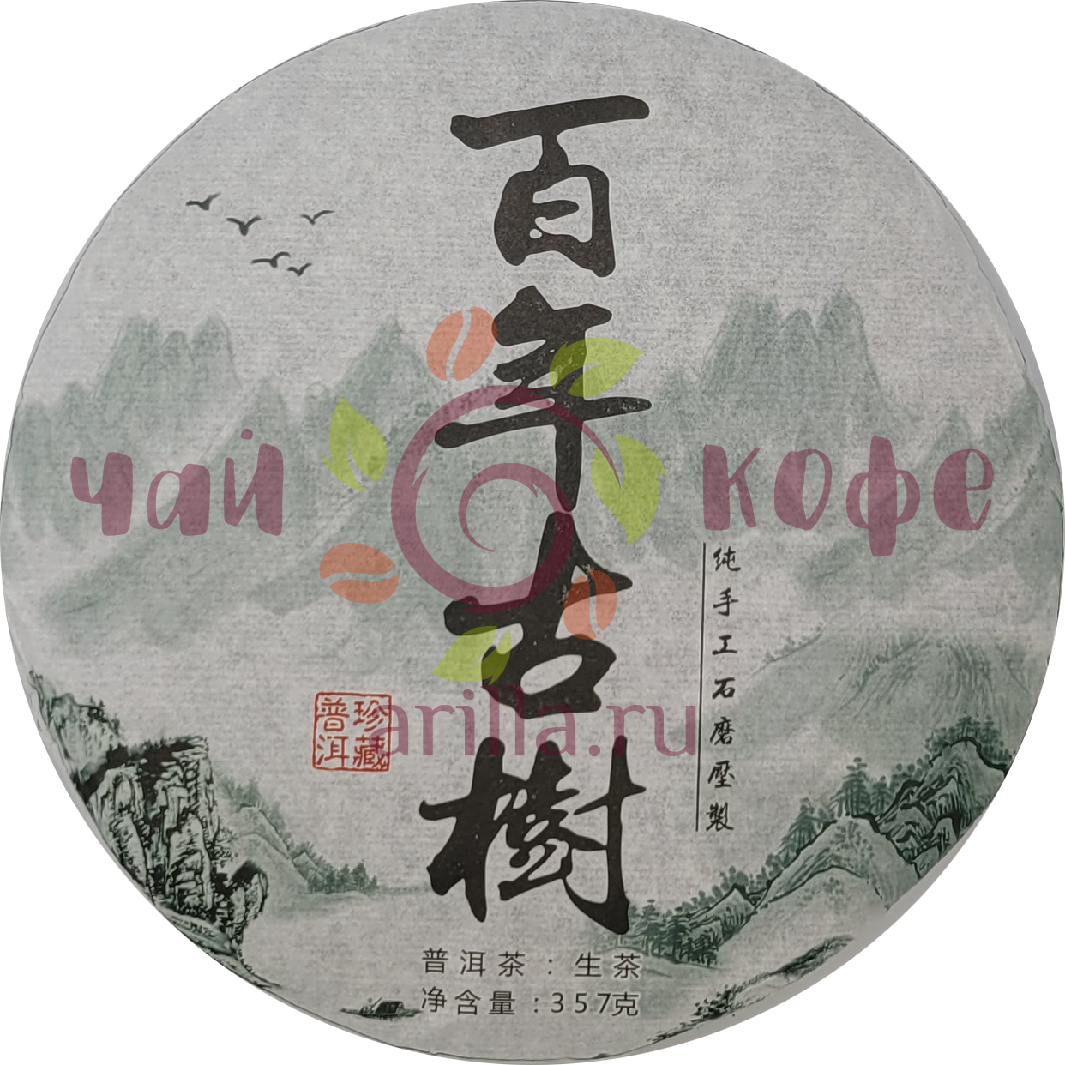 百年古樹
чай кофе
纯手工石磨壓製
珍藏
普洱
arilla.ru
普洱茶：生茶
净含量：357克